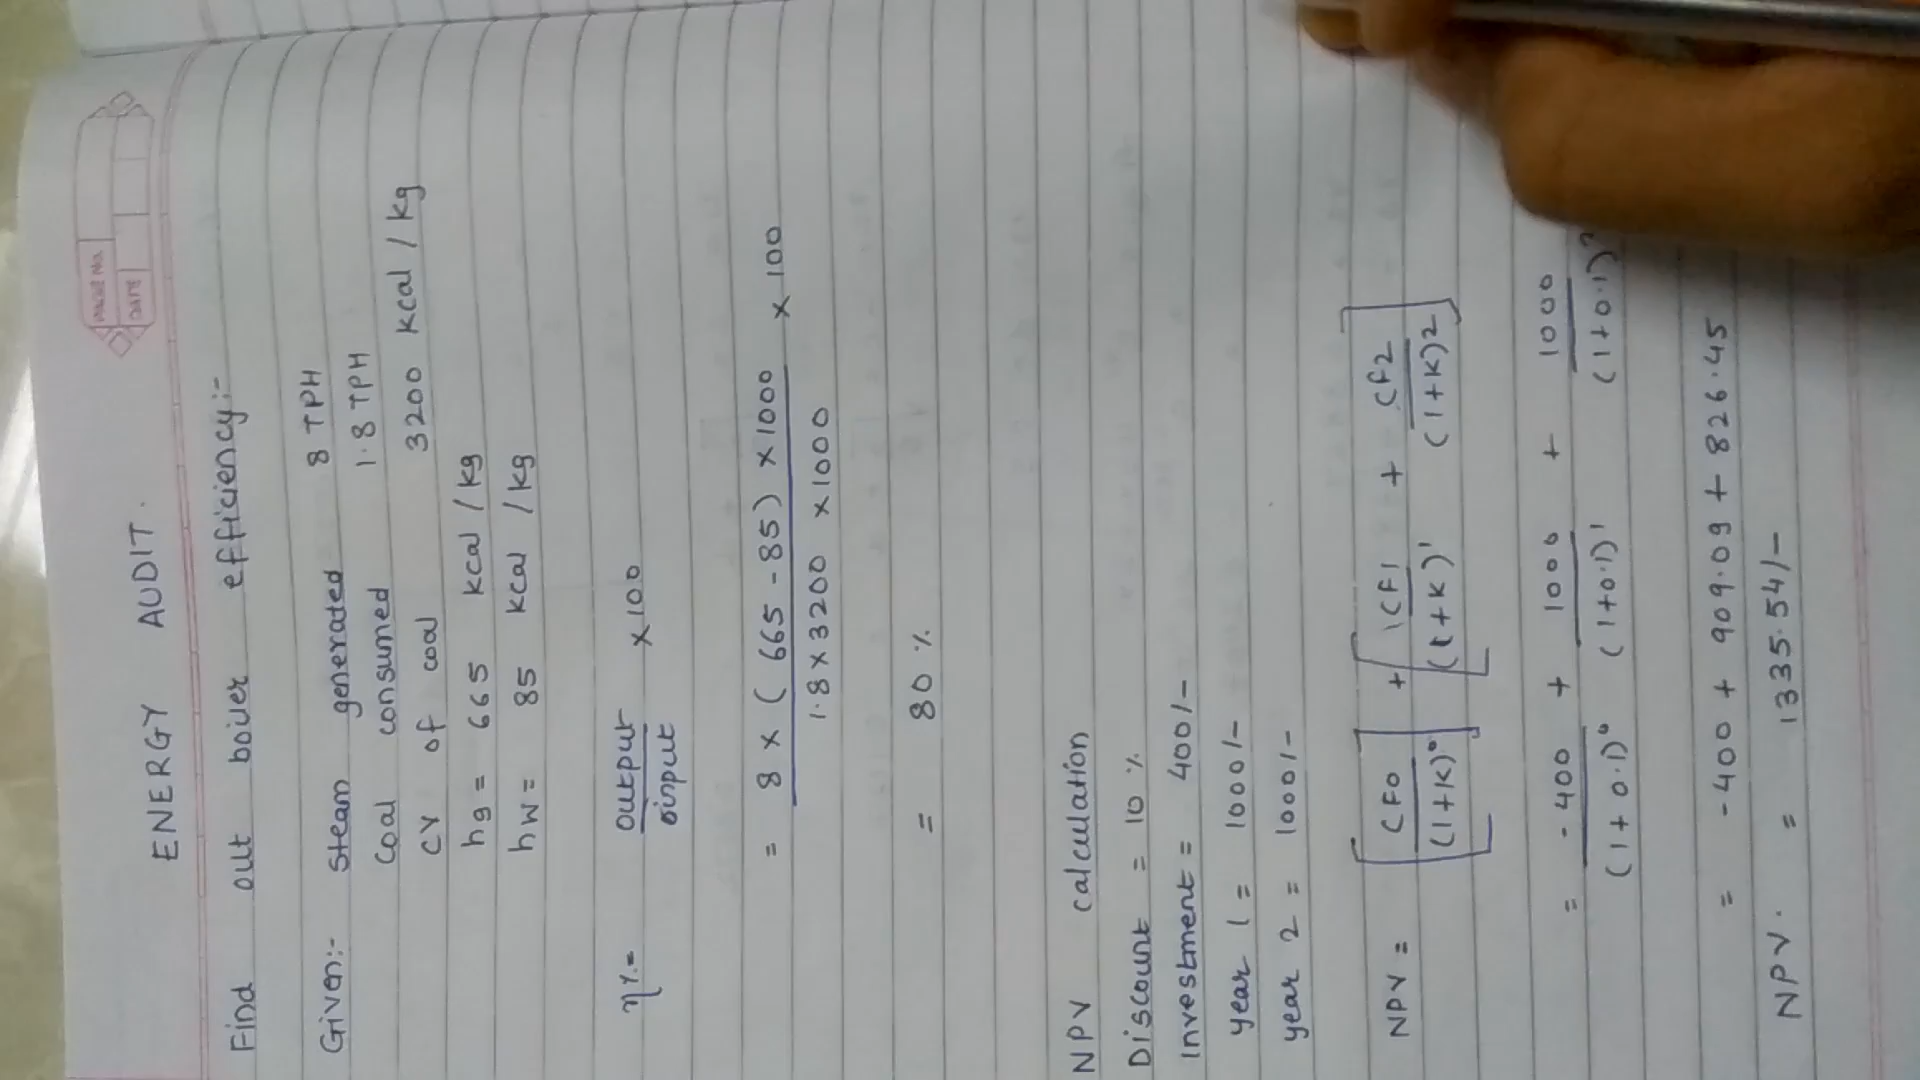 PAGE No.
DATE
ENERGY AUDIT.
Find out boiler efficiency:-
Given:- steam generated 8 TPH
coal consumed 1.8 TPH
CV of coal 3200 kcal / kg
hg = 665 kcal / kg
hw = 85 kcal / kg
η%= output / input × 100
= 8 × ( 665 - 85 ) × 1000 / 1.8 × 3200 × 1000 × 100
= 80 %
NPV calculation
Discount = 10 %
investment = 400/-
year 1 = 1000/-
year 2 = 1000/-
NPV = [ CF0 / (1+K)⁰ ] + [ CF1 / (1+K)¹ + CF2 / (1+K)2 ]
= - 400 / (1+0.1)⁰ + 1000 / (1+0.1)¹ + 1000 / (1+0.1)²
= -400 + 909.09 + 826.45
NPV. = 1335.54/-